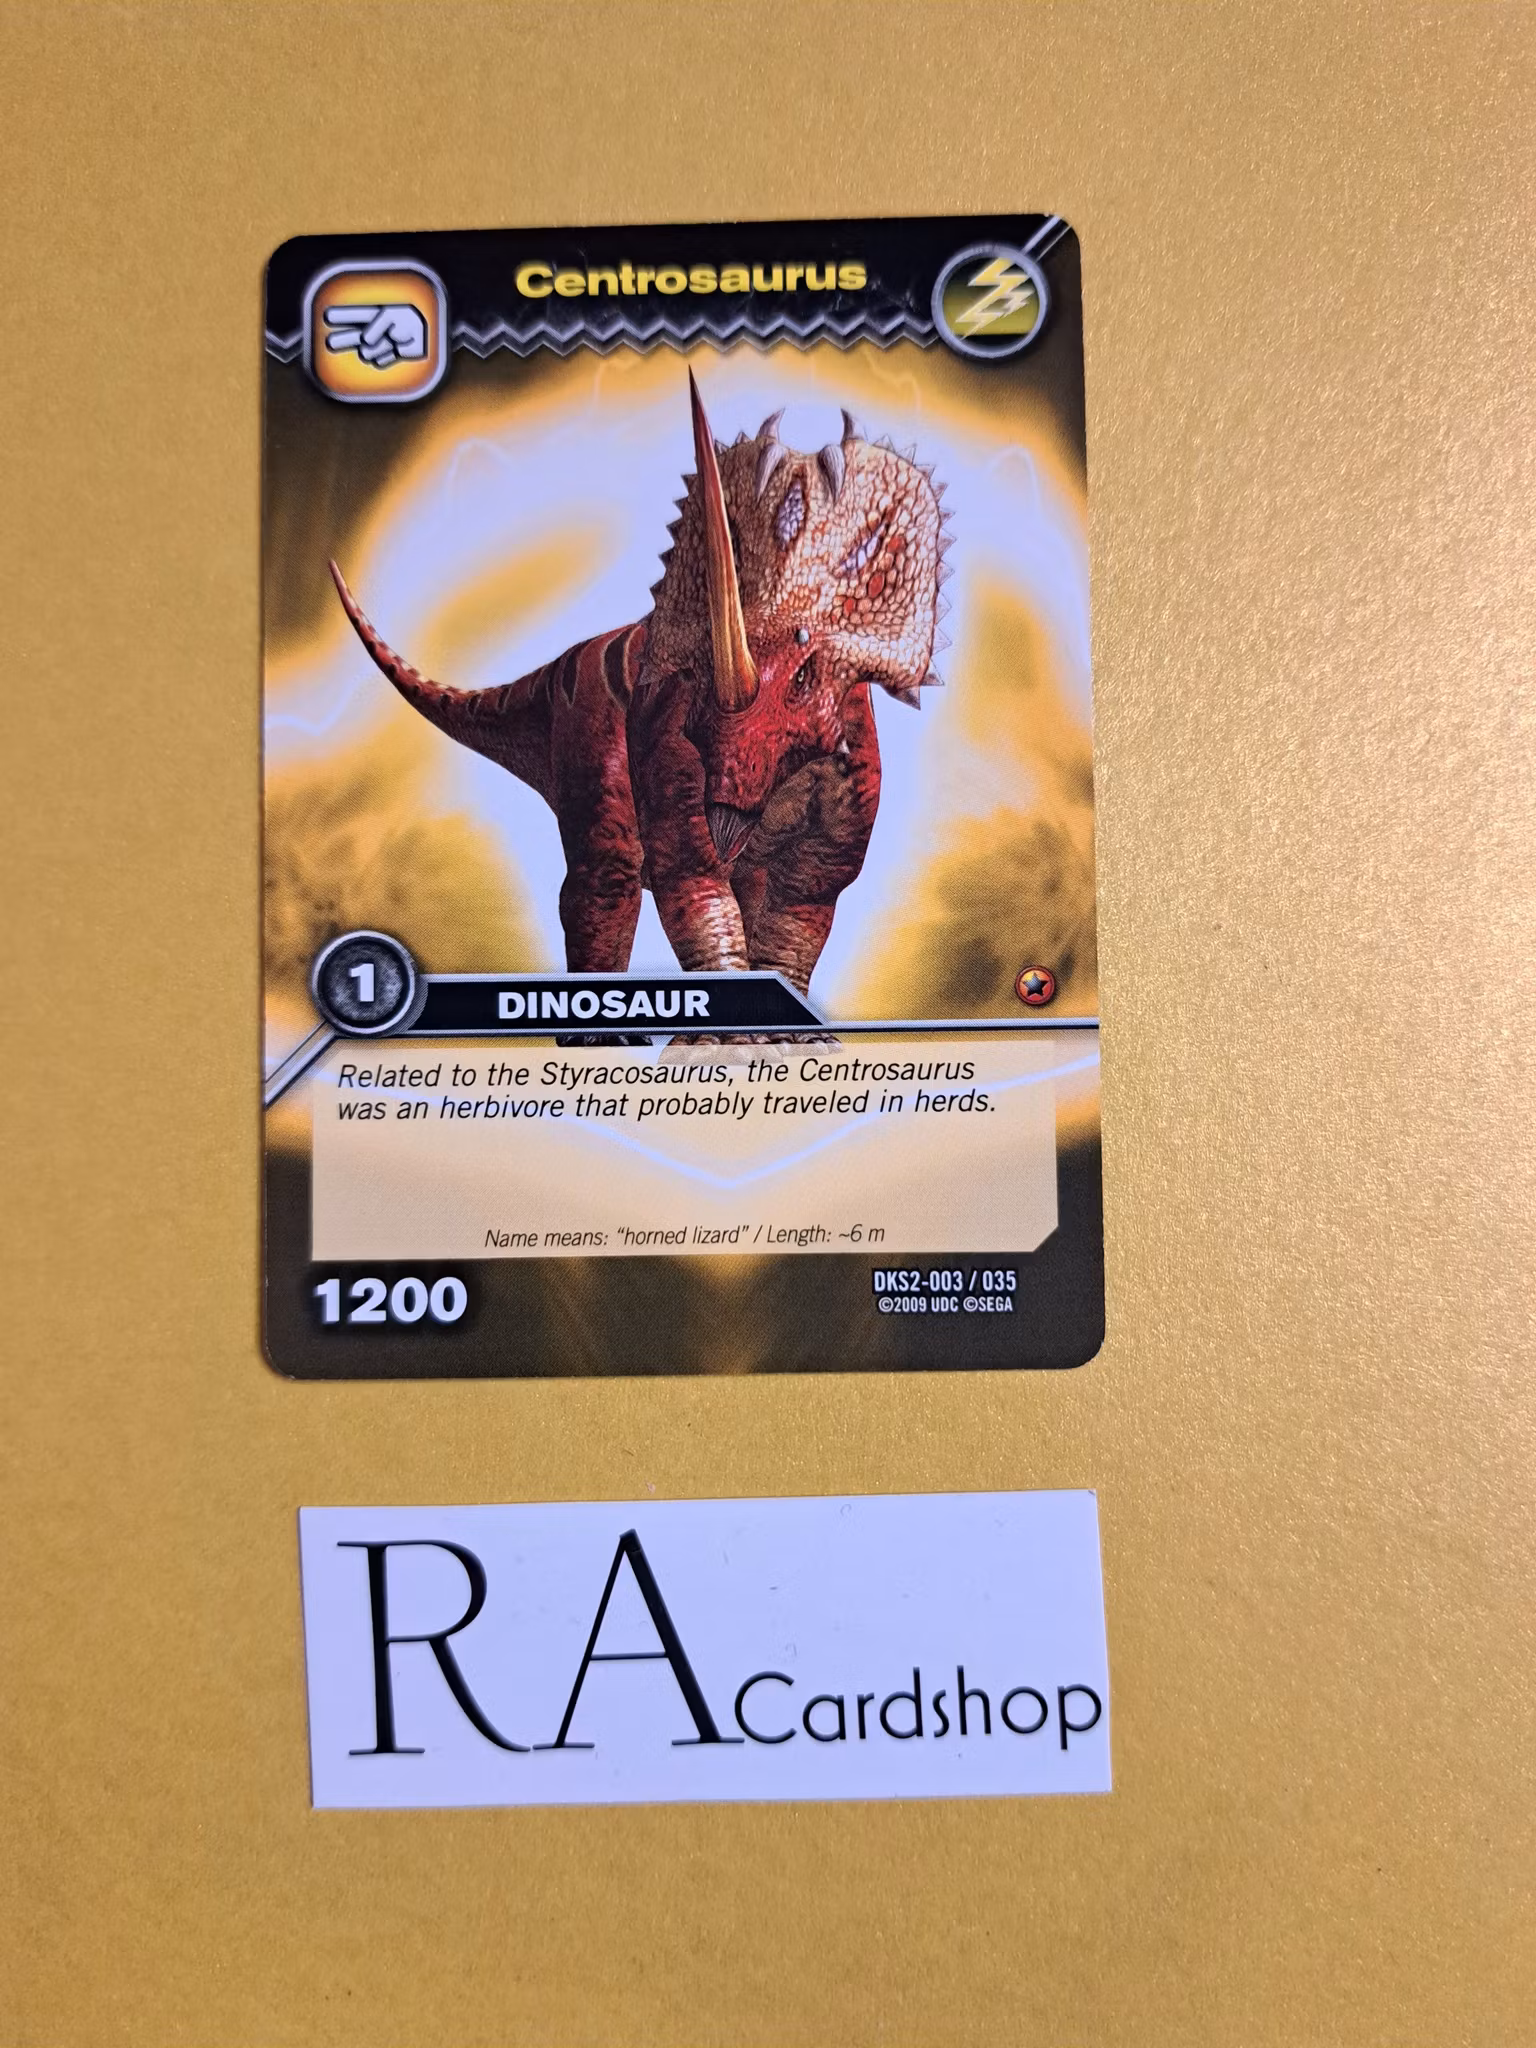 Centrosaurus
1
DINOSAUR
Related to the Styracosaurus, the Centrosaurus
was an herbivore that probably traveled in herds.
Name means: “horned lizard” / Length: ~6 m
1200
DKS2-003 / 035
©2009 UDC ©SEGA
RA Cardshop